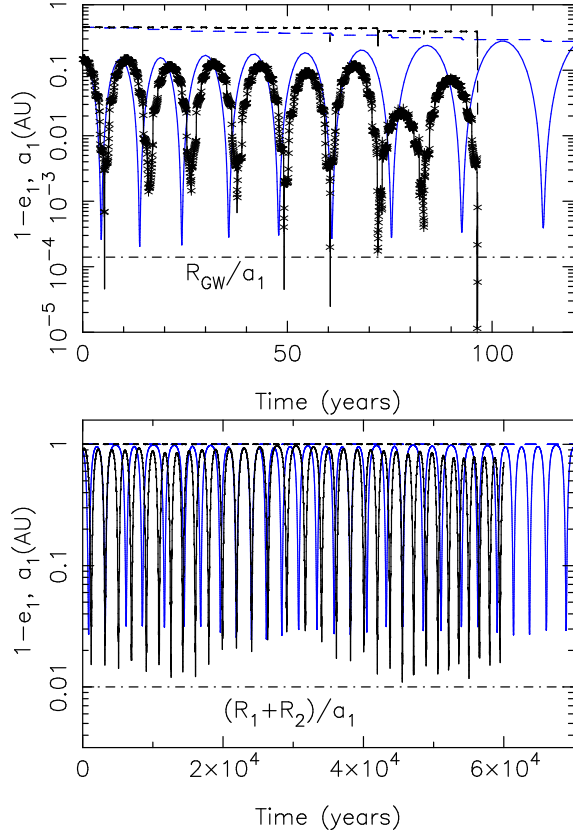 0.1
0.01
10⁻³
10⁻⁴
10⁻⁵
1−e₁, a₁(AU)
R_GW/a₁
0 50 100
Time (years)
1
0.1
0.01
1−e₁, a₁(AU)
(R₁+R₂)/a₁
0 2×10⁴ 4×10⁴ 6×10⁴
Time (years)